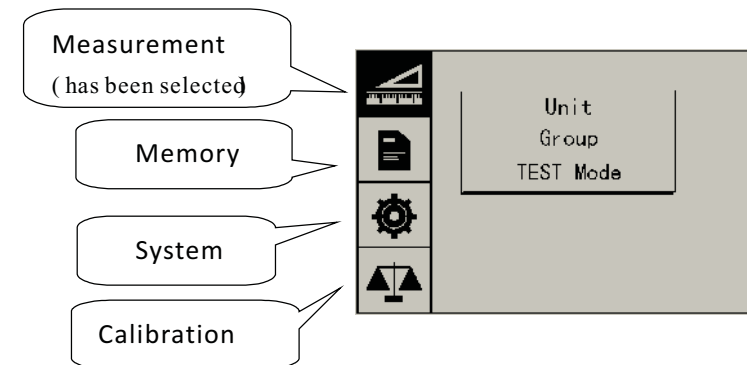 Measurement
( has been selected)
Memory
System
Calibration
Unit
Group
TEST Mode